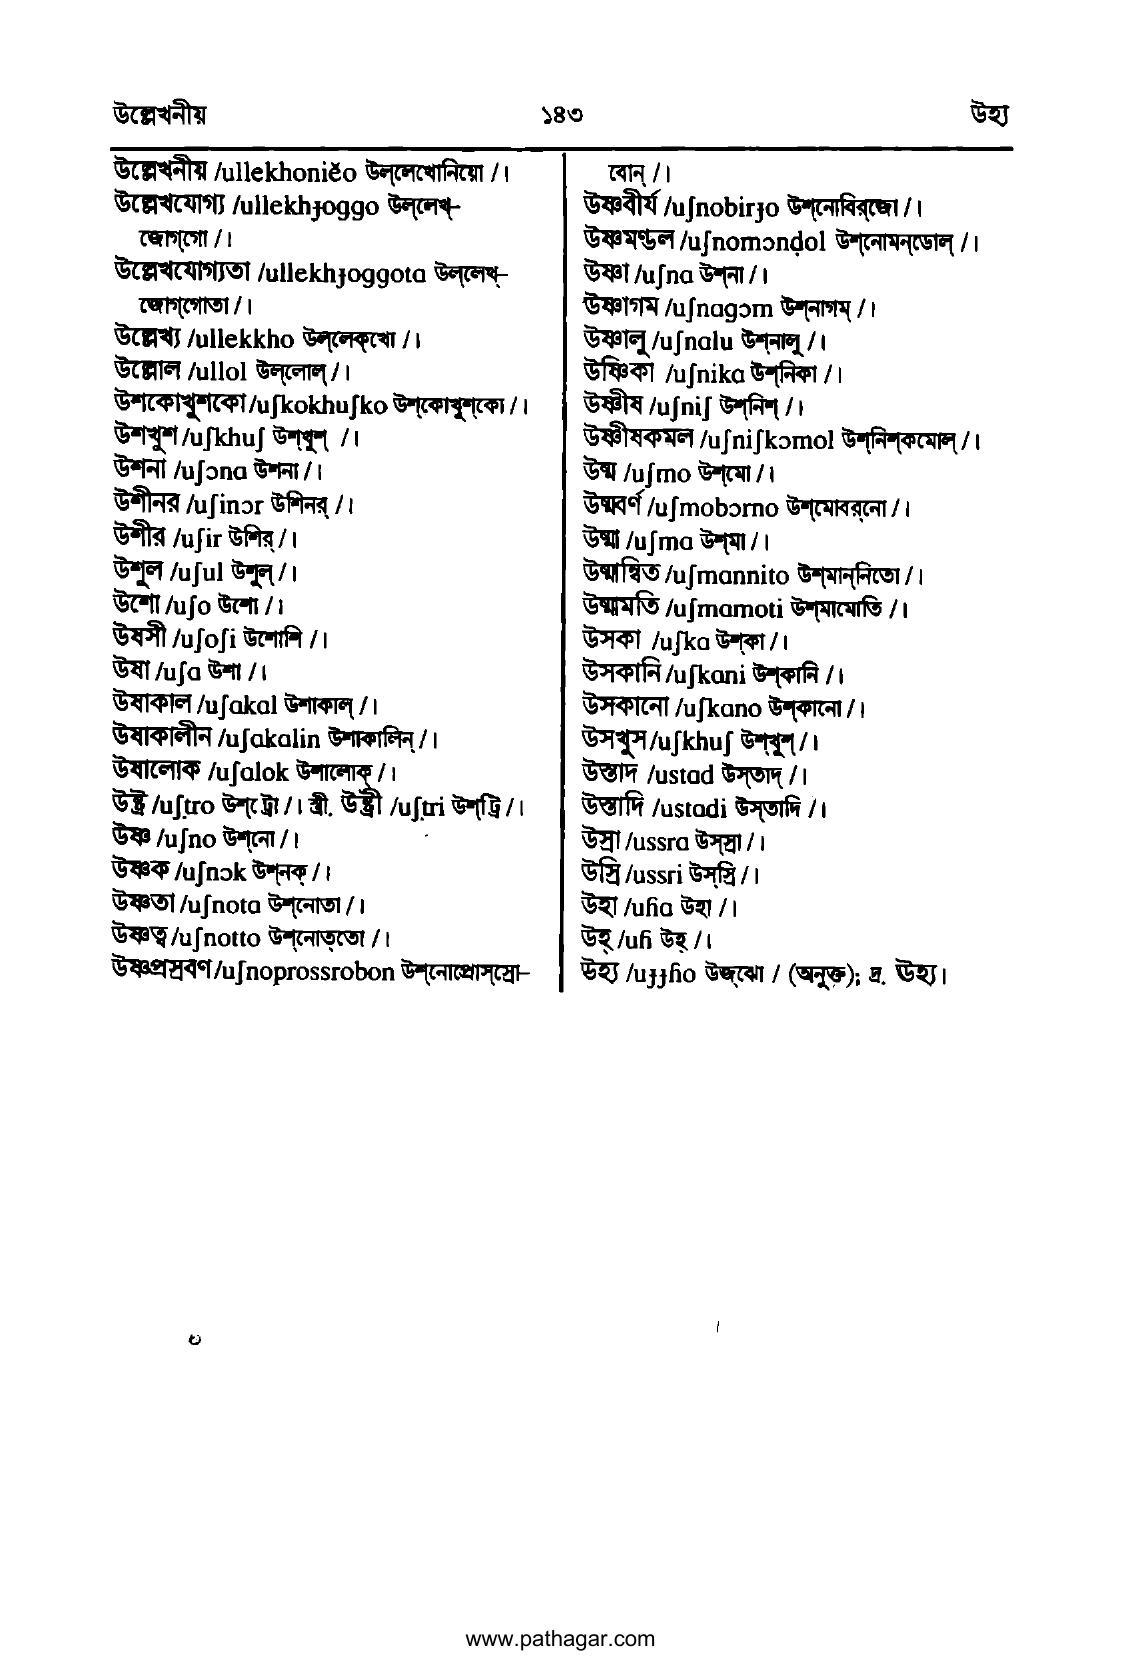 উল্লেখনীয় ১৪৩ উহ্য
উল্লেখনীয় /ullekhoniĕo উল্‌লেখোনিয়ো /।
উল্লেখযোগ্য /ullekhɟoggo উল্‌লেখ্‌-
জোগ্‌গো /।
উল্লেখযোগ্যতা /ullekhɟoggota উল্‌লেখ্‌-
জোগ্‌গোতা /।
উল্লেখ্য /ullekkho উল্‌লেক্‌খো /।
উল্লোল /ullol উল্‌লোল্‌ /।
উশকোখুশকো /uʃkokhuʃko উশ্‌কোখুশ্‌কো /।
উশখুশ /uʃkhuʃ উশ্‌খুশ্‌ /।
উশনা /uʃɔna উশনা /।
উশীনর /uʃinɔr উশিনর্‌ /।
উশীর /uʃir উশির্‌ /।
উশুল /uʃul উশুল্‌ /।
উশো /uʃo উশো /।
উষসী /uʃoʃi উশোশি /।
উষা /uʃa উশা /।
উষাকাল /uʃakal উশাকাল্‌ /।
উষাকালীন /uʃakalin উশাকালিন্‌ /।
উষালোক /uʃalok উশালোক্‌ /।
উষ্ট্র /uʃṭro উশ্‌ট্রো /। স্ত্রী. উষ্ট্রী /uʃṭri উশ্‌ট্রি /।
উষ্ণ /uʃno উশ্‌নো /।
উষ্ণক /uʃnɔk উশ্‌নক্‌ /।
উষ্ণতা /uʃnota উশ্‌নোতা /।
উষ্ণত্ব /uʃnotto উশ্‌নোত্‌তো /।
উষ্ণপ্রস্রবণ /uʃnoprossrobon উশ্‌নোপ্রোস্‌স্রো-
বোন্‌ /।
উষ্ণবীর্য /uʃnobirɟo উশ্‌নোবির্‌জো /।
উষ্ণমণ্ডল /uʃnomɔnḍol উশ্‌নোমন্‌ডোল্‌ /।
উষ্ণা /uʃna উশ্‌না /।
উষ্ণাগম /uʃnagɔm উশ্‌নাগম্‌ /।
উষ্ণালু /uʃnalu উশ্‌নালু /।
উষ্ণিকা /uʃnika উশ্‌নিকা /।
উষ্ণীষ /uʃniʃ উশ্‌নিশ্‌ /।
উষ্ণীষকমল /uʃniʃkɔmol উশ্‌নিশ্‌কমোল্‌ /।
উষ্ম /uʃmo উশ্‌মো /।
উষ্মবর্ণ /uʃmobɔrno উশ্‌মোবর্‌নো /।
উষ্মা /uʃma উশ্‌মা /।
উষ্মান্বিত /uʃmannito উশ্‌মান্‌নিতো /।
উষ্মামতি /uʃmamoti উশ্‌মামোতি /।
উসকা /uʃka উশ্‌কা /।
উসকানি /uʃkani উশ্‌কানি /।
উসকানো /uʃkano উশ্‌কানো /।
উসখুস /uʃkhuʃ উশ্‌খুশ্‌ /।
উস্তাদ /ustad উস্‌তাদ্‌ /।
উস্তাদি /ustadi উস্‌তাদি /।
উস্রা /ussra উস্‌স্রা /।
উস্রি /ussri উস্‌স্রি /।
উহা /uɦa উহা /।
উহ্‌ /uɦ উহ্‌ /।
উহ্য /uɟɟɦo উজ্‌ঝো / (অনুক্ত); দ্র. ঊহ্য।
www.pathagar.com